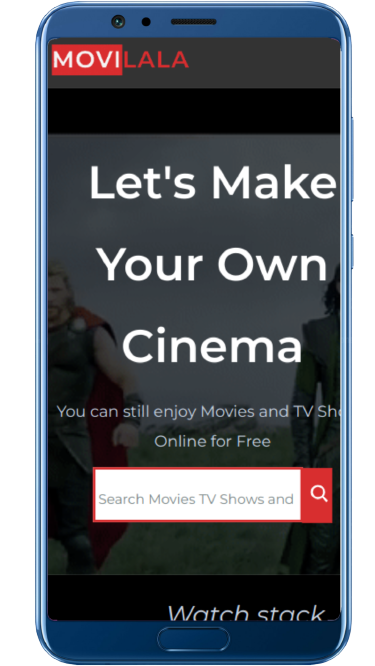 MOVILALA
Let's Make
Your Own
Cinema
You can still enjoy Movies and TV Sho
Online for Free
Search Movies TV Shows and
Watch stack